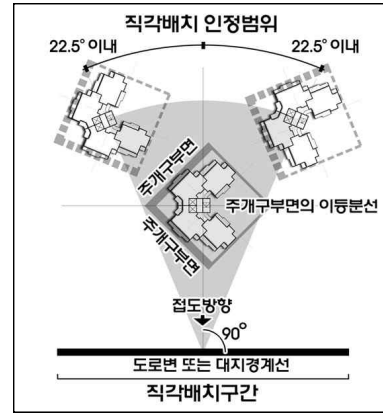 직각배치 인정범위
22.5° 이내
22.5° 이내
주개구부면
주개구부면
주개구부면의 이등분선
접도방향
90°
도로변 또는 대지경계선
직각배치구간